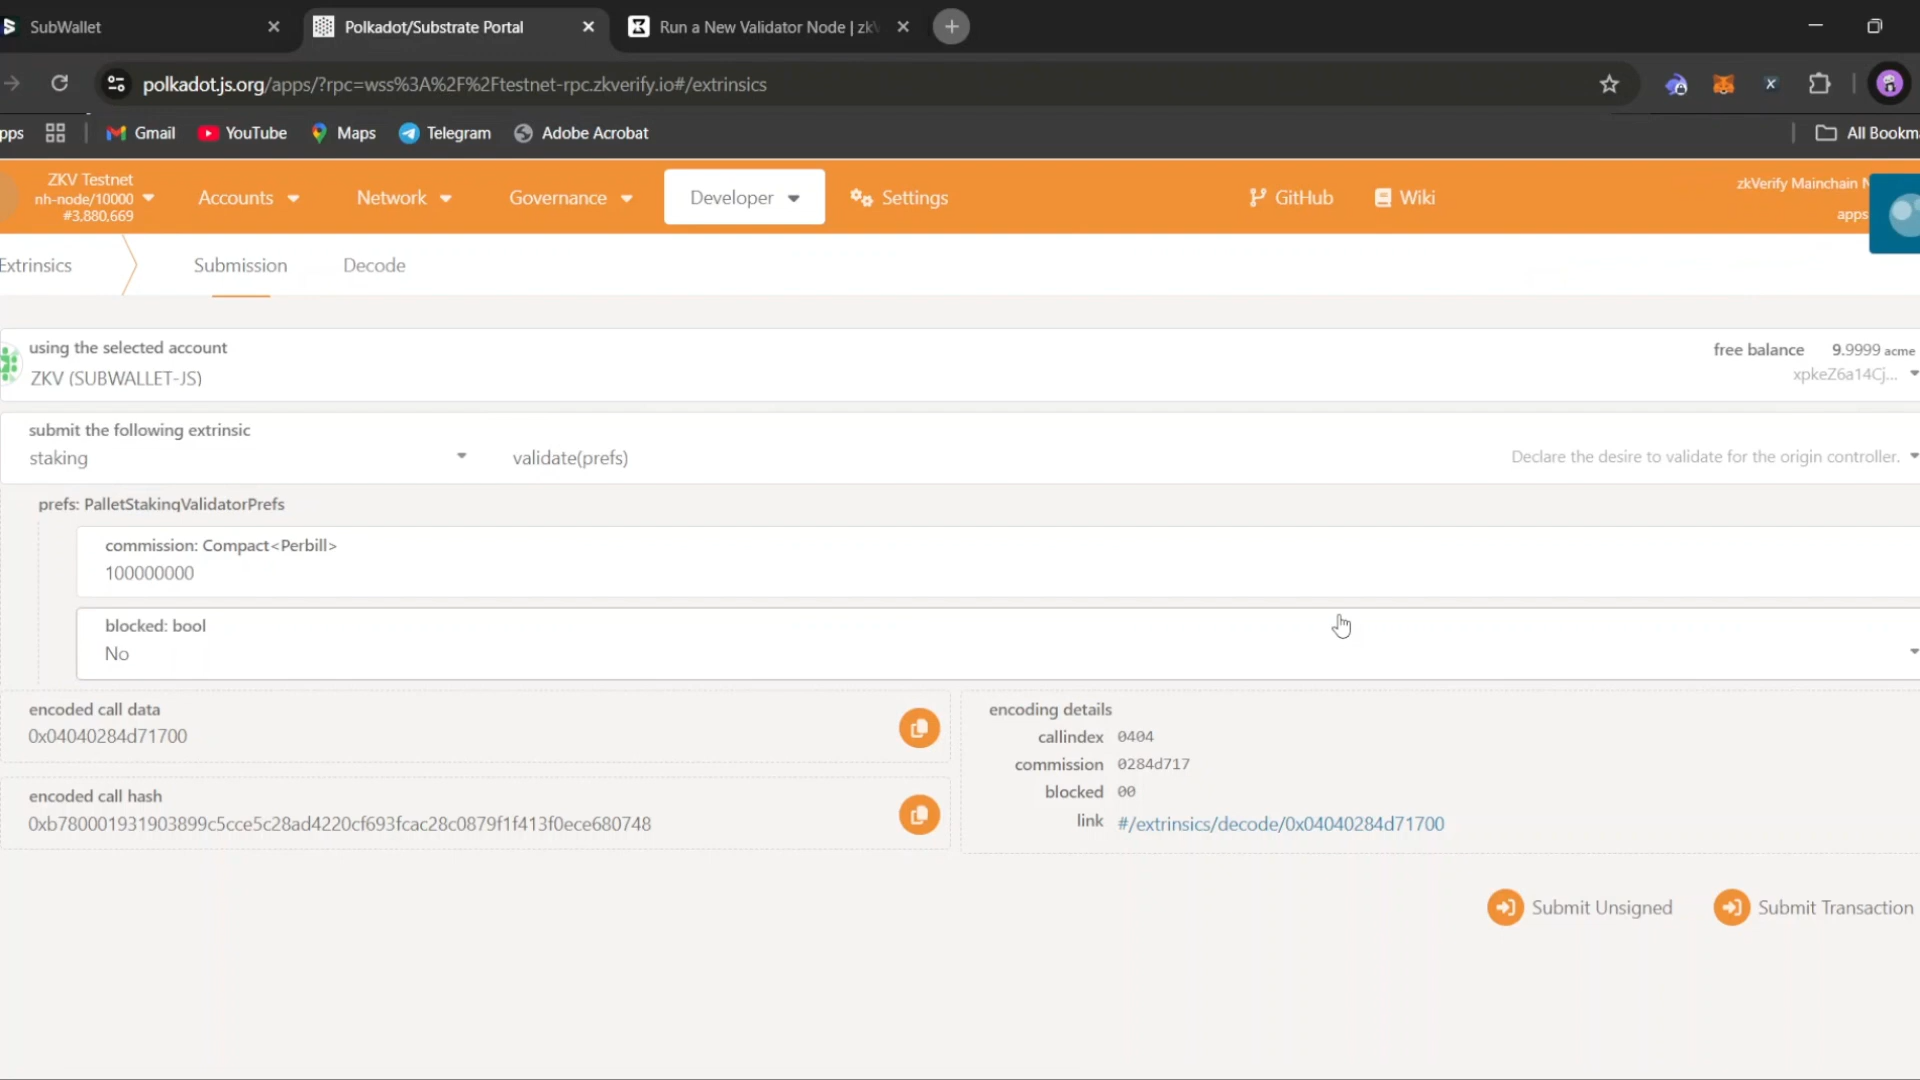 SubWallet
Polkadot/Substrate Portal
Run a New Validator Node | zkV
polkadot.js.org/apps/?rpc=wss%3A%2F%2Ftestnet-rpc.zkverify.io#/extrinsics
pps
Gmail
YouTube
Maps
Telegram
Adobe Acrobat
All Bookma
ZKV Testnet
nh-node/10000
#3,880,669
Accounts
Network
Governance
Developer
Settings
GitHub
Wiki
zkVerify Mainchain N
apps
Extrinsics
Submission
Decode
using the selected account
ZKV (SUBWALLET-JS)
free balance 9.9999 acme
xpkeZ6a14Cj...
submit the following extrinsic
staking
validate(prefs)
Declare the desire to validate for the origin controller.
prefs: PalletStakingValidatorPrefs
commission: Compact<Perbill>
100000000
blocked: bool
No
encoded call data
0x04040284d71700
encoded call hash
0xb780001931903899c5cce5c28ad4220cf693fcac28c0879f1f413f0ece680748
encoding details
callindex 0404
commission 0284d717
blocked 00
link #/extrinsics/decode/0x04040284d71700
Submit Unsigned
Submit Transaction